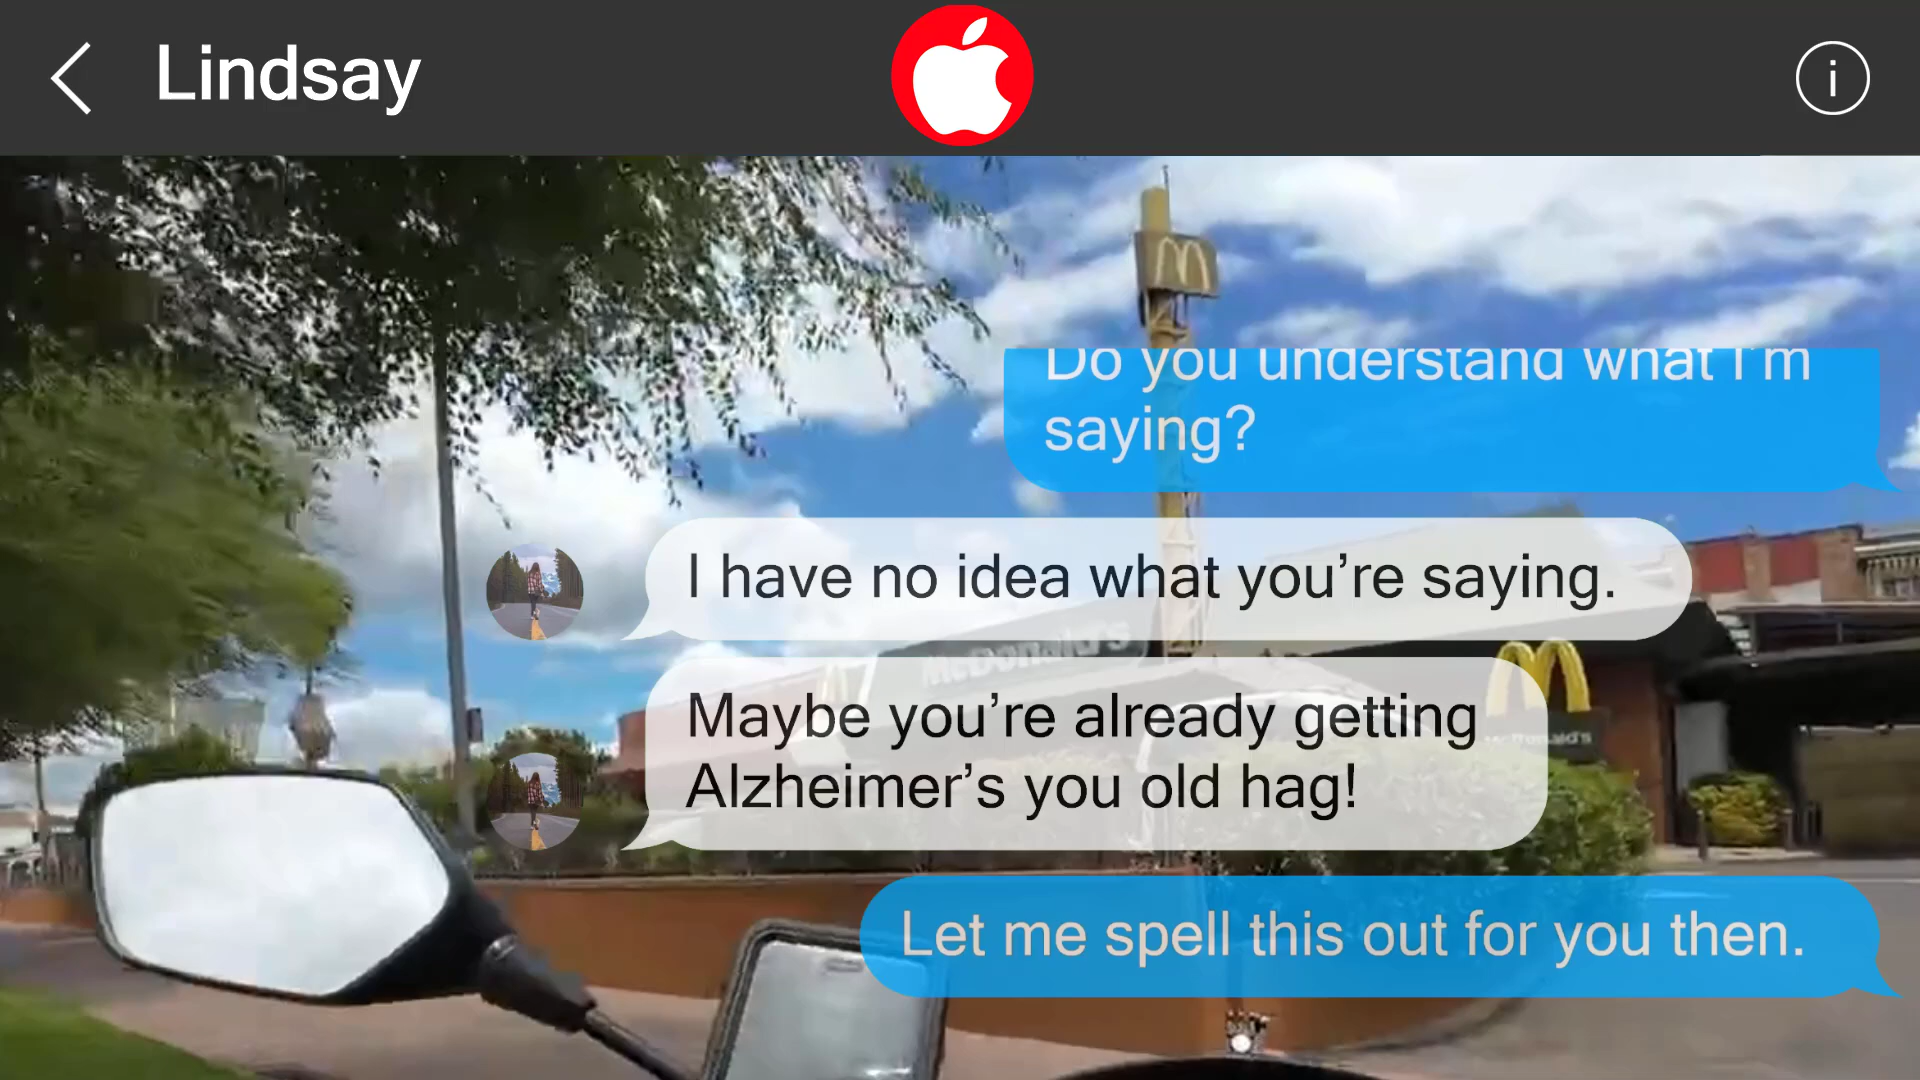 Lindsay
Do you understand what I'm
saying?
I have no idea what you're saying.
McDonald's
Maybe you’re already getting
Alzheimer’s you old hag!
Let me spell this out for you then.